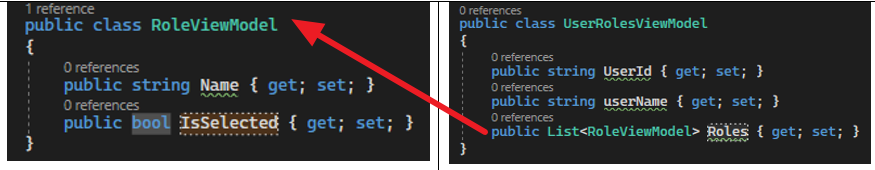 1 reference
public class RoleViewModel
{
0 references
public string Name { get; set; }
0 references
public bool IsSelected { get; set; }
}
0 references
public class UserRolesViewModel
{
0 references
public string UserId { get; set; }
0 references
public string userName { get; set; }
0 references
public List<RoleViewModel> Roles { get; set; }
}